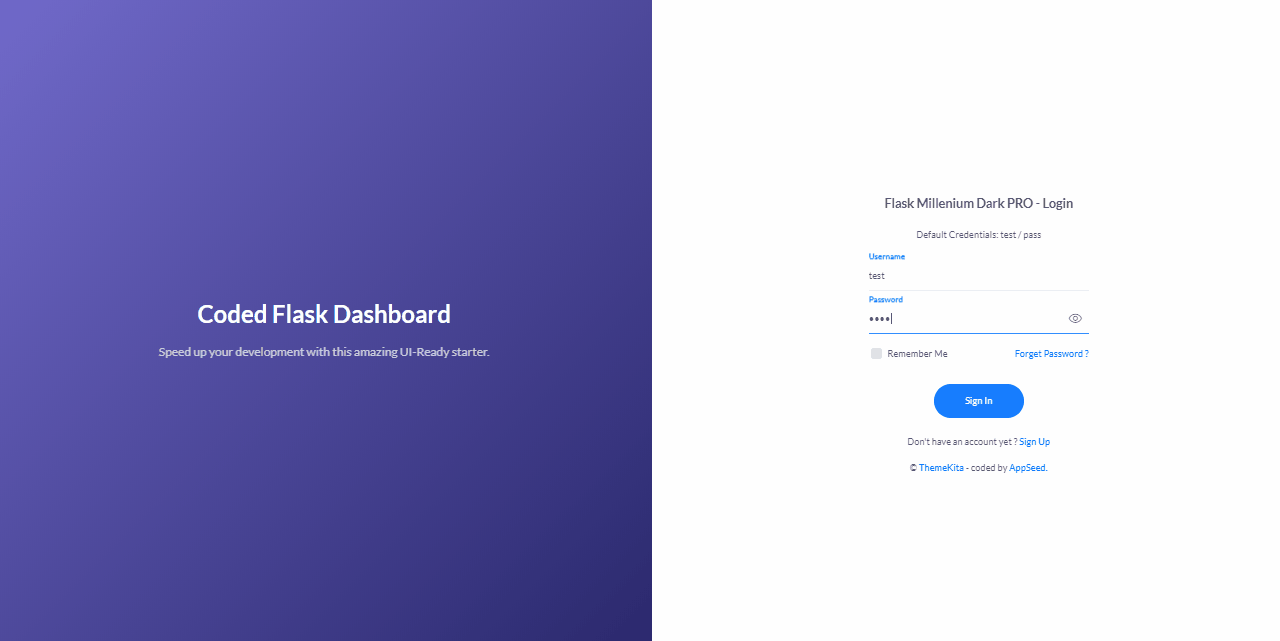 Coded Flask Dashboard
Speed up your development with this amazing UI-Ready starter.
Flask Millenium Dark PRO - Login
Default Credentials: test / pass
Username
test
Password
••••
Remember Me
Forget Password ?
Sign In
Don't have an account yet ? Sign Up
© ThemeKita - coded by AppSeed.